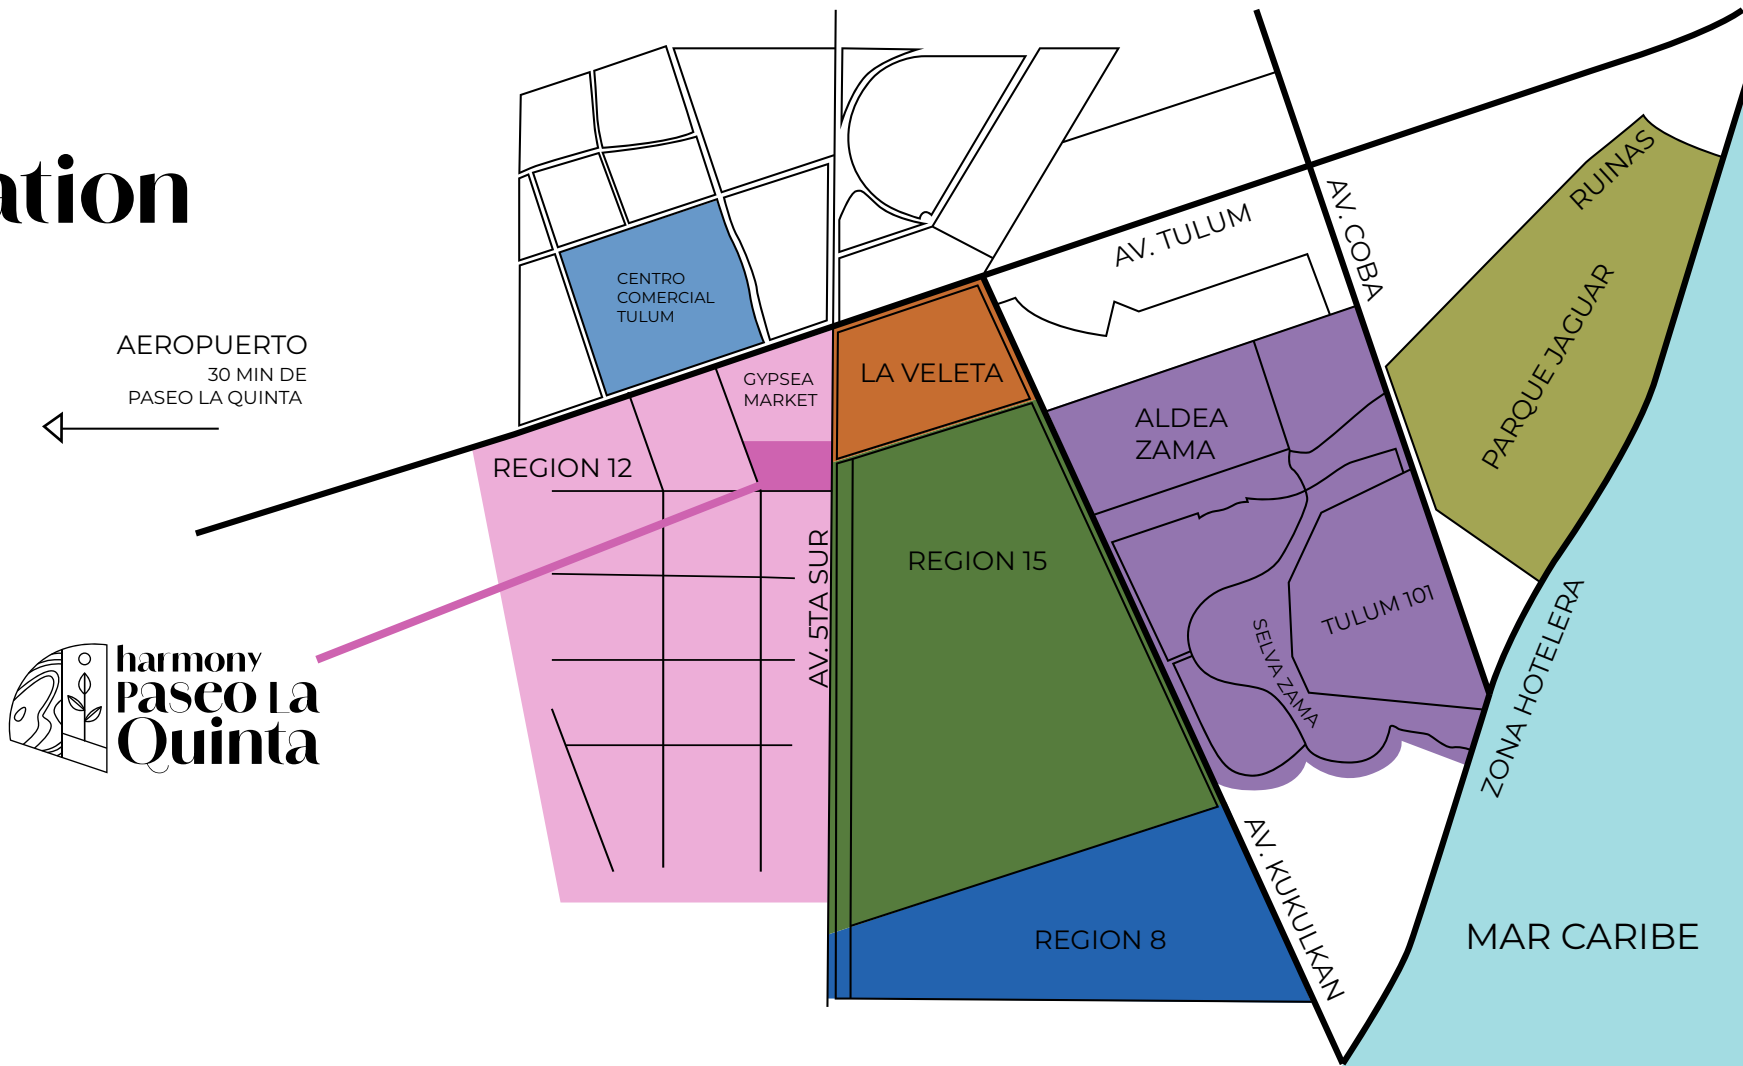 ation
AEROPUERTO
30 MIN DE
PASEO LA QUINTA
harmony
Paseo La
Quinta
CENTRO
COMERCIAL
TULUM
GYPSEA
MARKET
REGION 12
AV. 5TA SUR
LA VELETA
REGION 15
REGION 8
AV. TULUM
AV. COBA
ALDEA
ZAMA
SELVA ZAMA
TULUM 101
AV. KUKULKAN
RUINAS
PARQUE JAGUAR
ZONA HOTELERA
MAR CARIBE